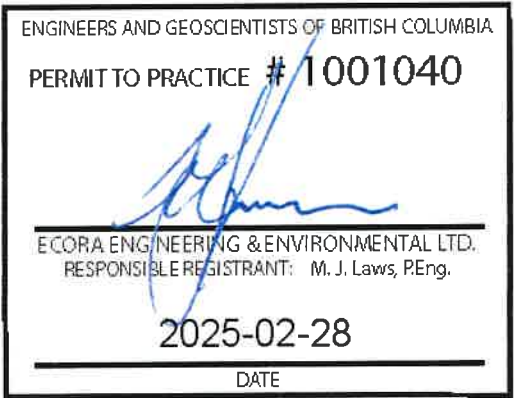 ENGINEERS AND GEOSCIENTISTS OF BRITISH COLUMBIA
PERMIT TO PRACTICE # 1001040
ECORA ENGINEERING & ENVIRONMENTAL LTD.
RESPONSIBLE REGISTRANT: M. J. Laws, P.Eng.
2025-02-28
DATE